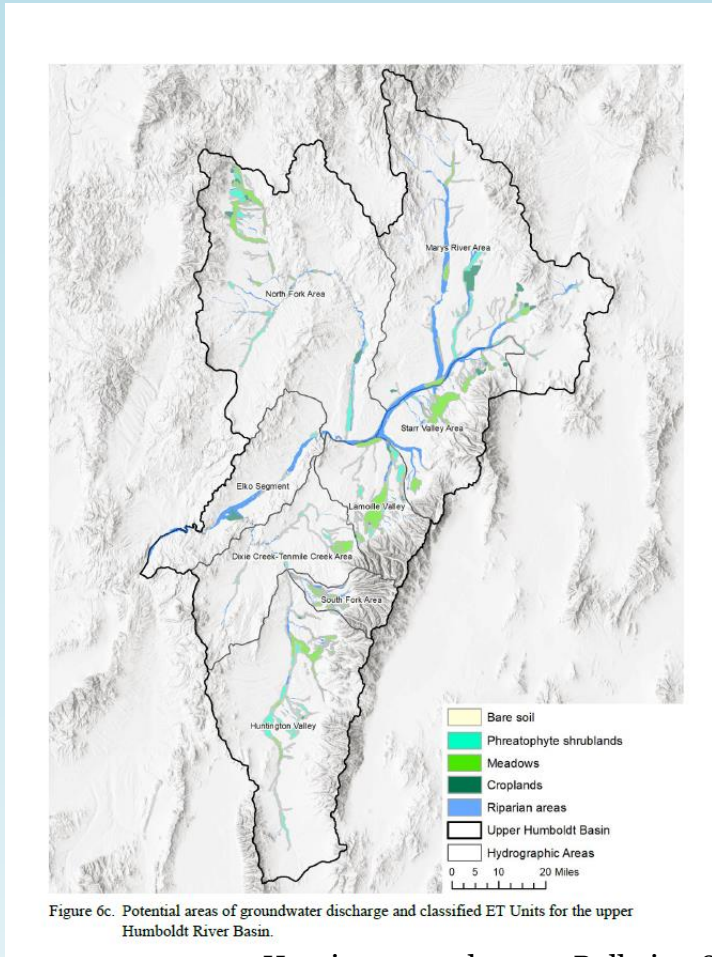 Marys River Area
North Fork Area
Starr Valley Area
Elko Segment
Lamoille Valley
Dixie Creek-Tenmile Creek Area
South Fork Area
Huntington Valley
Bare soil
Phreatophyte shrublands
Meadows
Croplands
Riparian areas
Upper Humboldt Basin
Hydrographic Areas
0 5 10 20 Miles
Figure 6c. Potential areas of groundwater discharge and classified ET Units for the upper
Humboldt River Basin.